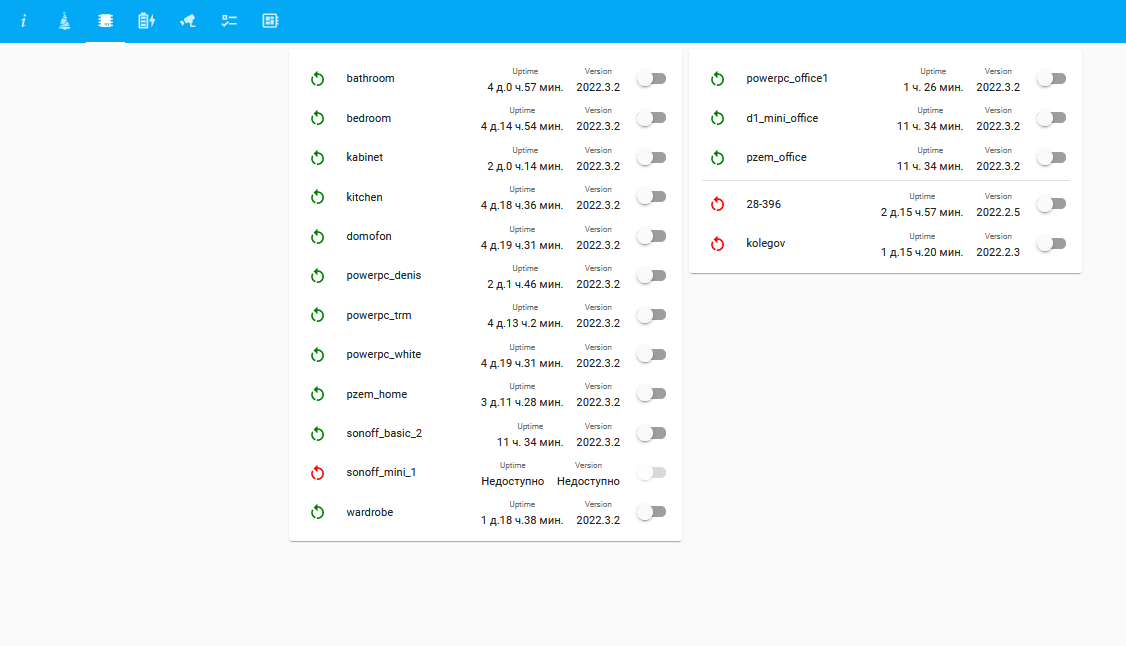 i
Uptime Version
bathroom 4 д.0 ч.57 мин. 2022.3.2
Uptime Version
bedroom 4 д.14 ч.54 мин. 2022.3.2
Uptime Version
kabinet 2 д.0 ч.14 мин. 2022.3.2
Uptime Version
kitchen 4 д.18 ч.36 мин. 2022.3.2
Uptime Version
domofon 4 д.19 ч.31 мин. 2022.3.2
Uptime Version
powerpc_denis 2 д.1 ч.46 мин. 2022.3.2
Uptime Version
powerpc_trm 4 д.13 ч.2 мин. 2022.3.2
Uptime Version
powerpc_white 4 д.19 ч.31 мин. 2022.3.2
Uptime Version
pzem_home 3 д.11 ч.28 мин. 2022.3.2
Uptime Version
sonoff_basic_2 11 ч. 34 мин. 2022.3.2
Uptime Version
sonoff_mini_1 Недоступно Недоступно
Uptime Version
wardrobe 1 д.18 ч.38 мин. 2022.3.2
Uptime Version
powerpc_office1 1 ч. 26 мин. 2022.3.2
Uptime Version
d1_mini_office 11 ч. 34 мин. 2022.3.2
Uptime Version
pzem_office 11 ч. 34 мин. 2022.3.2
Uptime Version
28-396 2 д.15 ч.57 мин. 2022.2.5
Uptime Version
kolegov 1 д.15 ч.20 мин. 2022.2.3